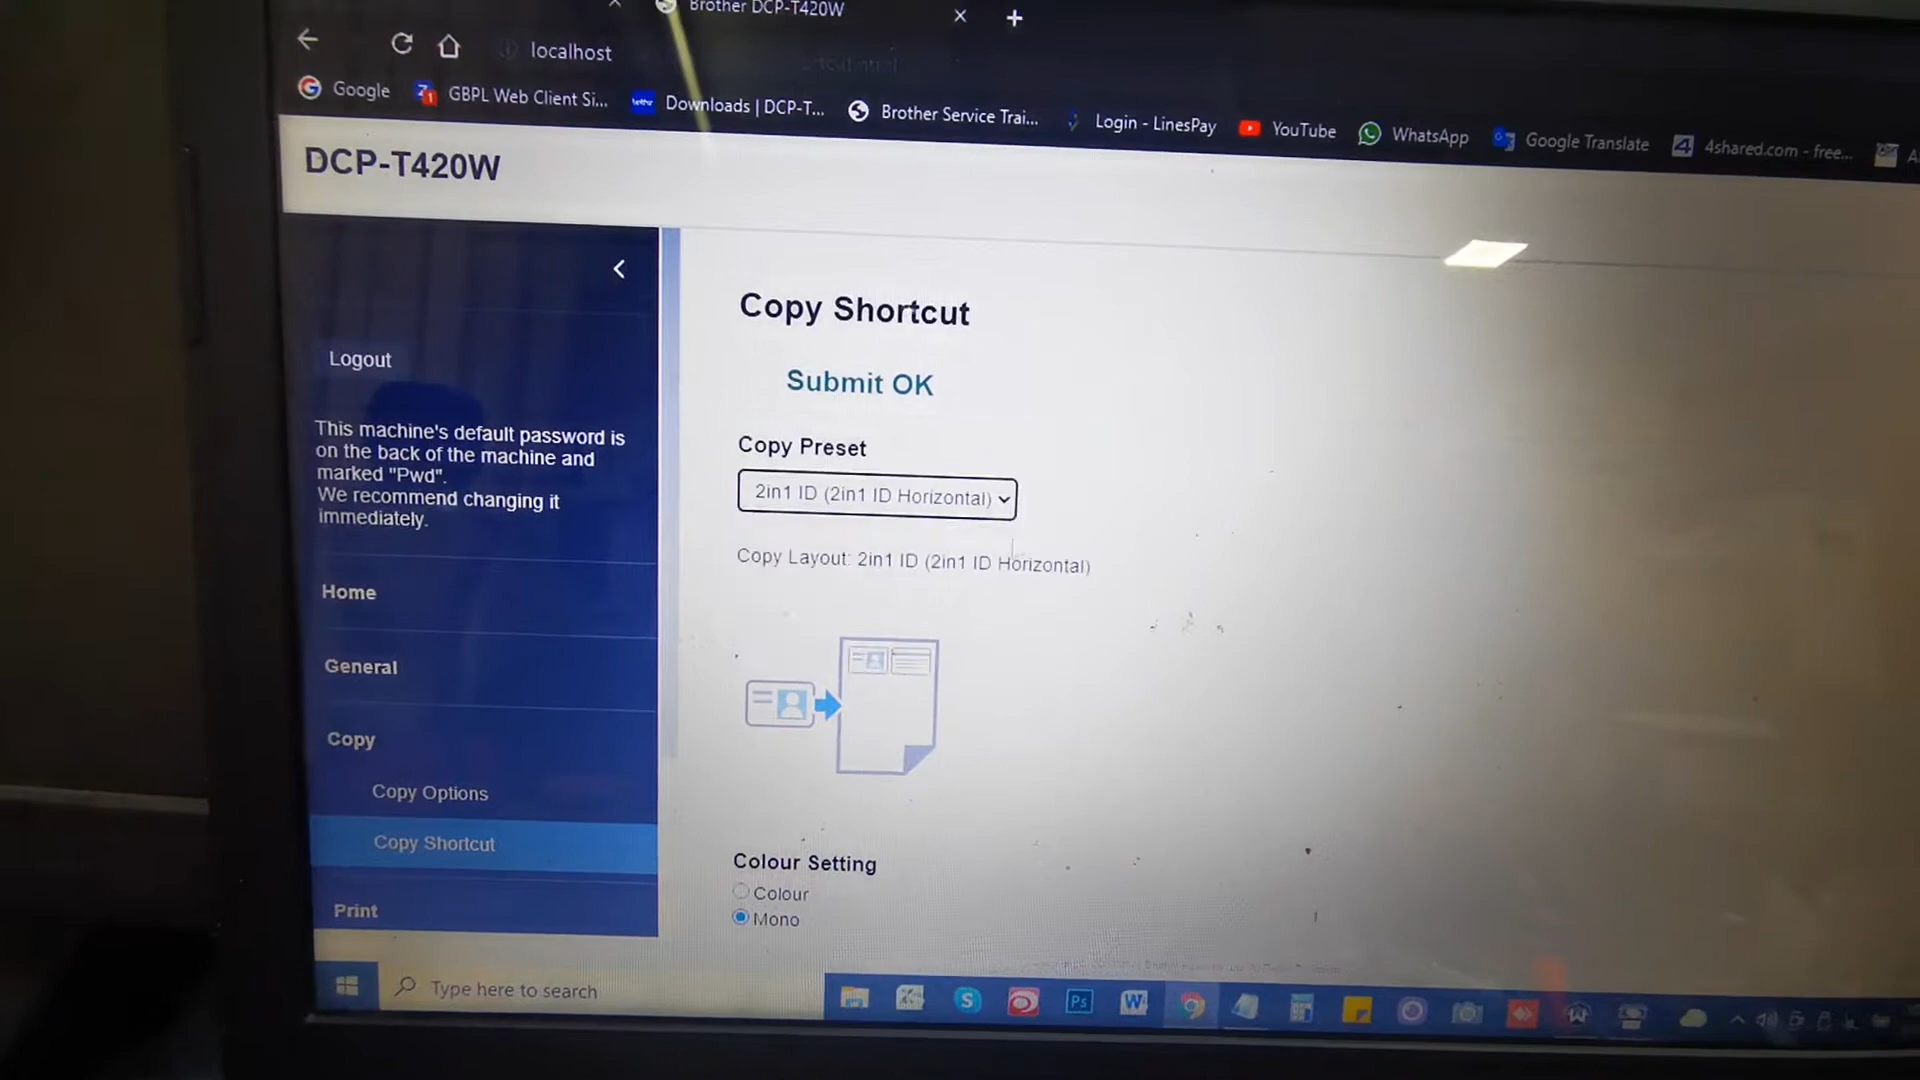 Brother DCP-T420W
localhost
Google
GBPL Web Client Si...
Downloads | DCP-T...
Brother Service Trai...
Login - LinesPay
YouTube
WhatsApp
Google Translate
4shared.com - free...
DCP-T420W
Logout
This machine's default password is
on the back of the machine and
marked "Pwd".
We recommend changing it
immediately.
Home
General
Copy
Copy Options
Copy Shortcut
Print
Copy Shortcut
Submit OK
Copy Preset
2in1 ID (2in1 ID Horizontal)
Copy Layout: 2in1 ID (2in1 ID Horizontal)
Colour Setting
Colour
Mono
Type here to search